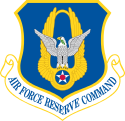 AIR FORCE RESERVE COMMAND